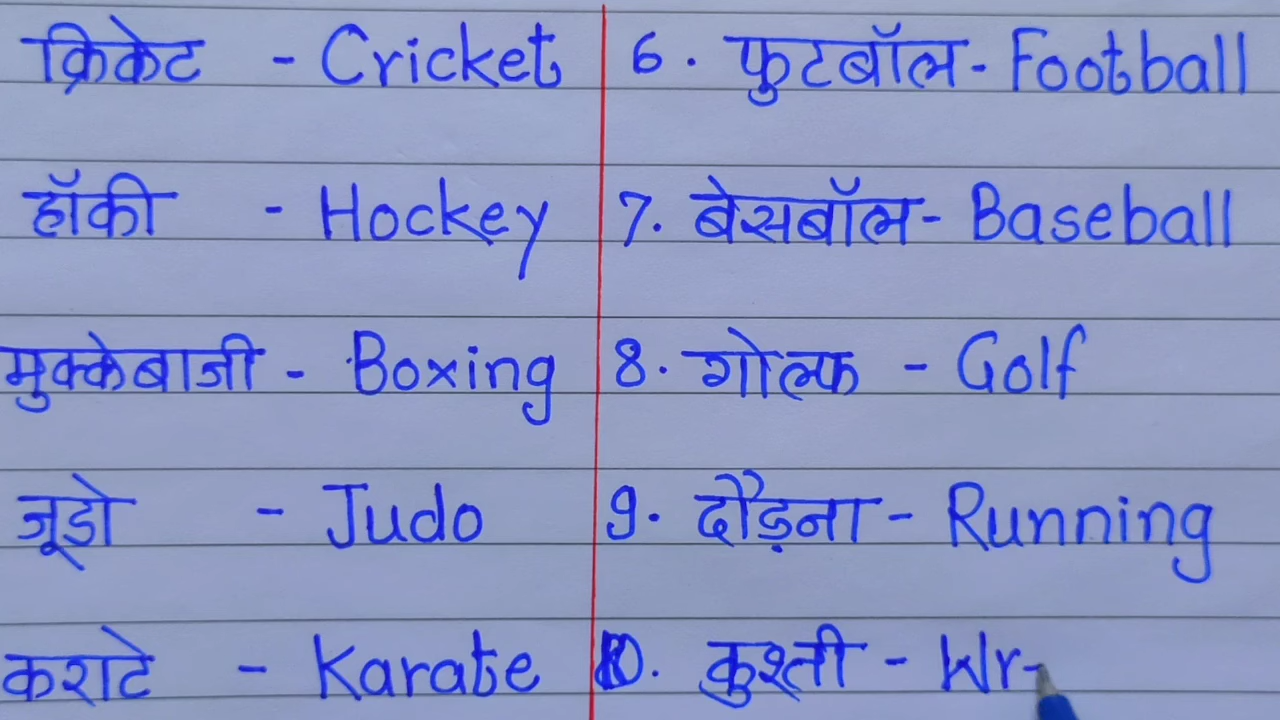 क्रिकेट - Cricket
हॉकी - Hockey
मुक्केबाजी - Boxing
जूडो - Judo
कराटे - Karate
6. फुटबॉल - Football
7. बेसबॉल - Baseball
8. गोल्फ - Golf
9. दौड़ना - Running
10. कुश्ती - Wr